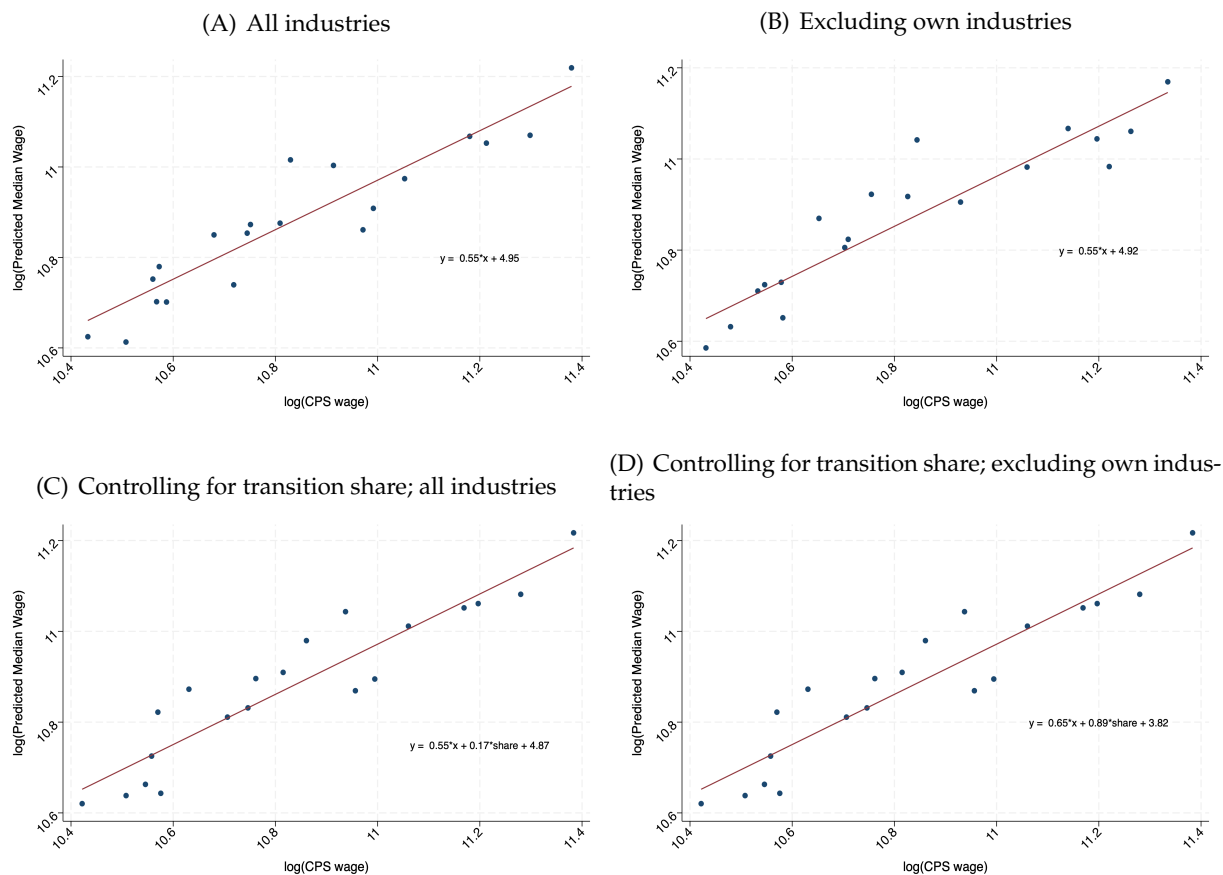 (A) All industries
log(Predicted Median Wage)
11.2
11
10.8
10.6
y = 0.55*x + 4.95
10.4
10.6
10.8
11
11.2
11.4
log(CPS wage)
(B) Excluding own industries
log(Predicted Median Wage)
11.2
11
10.8
10.6
y = 0.55*x + 4.92
10.4
10.6
10.8
11
11.2
11.4
log(CPS wage)
(C) Controlling for transition share; all industries
log(Predicted Median Wage)
11.2
11
10.8
10.6
y = 0.55*x + 0.17*share + 4.87
10.4
10.6
10.8
11
11.2
11.4
log(CPS wage)
(D) Controlling for transition share; excluding own indus-
tries
log(Predicted Median Wage)
11.2
11
10.8
10.6
y = 0.65*x + 0.89*share + 3.82
10.4
10.6
10.8
11
11.2
11.4
log(CPS wage)